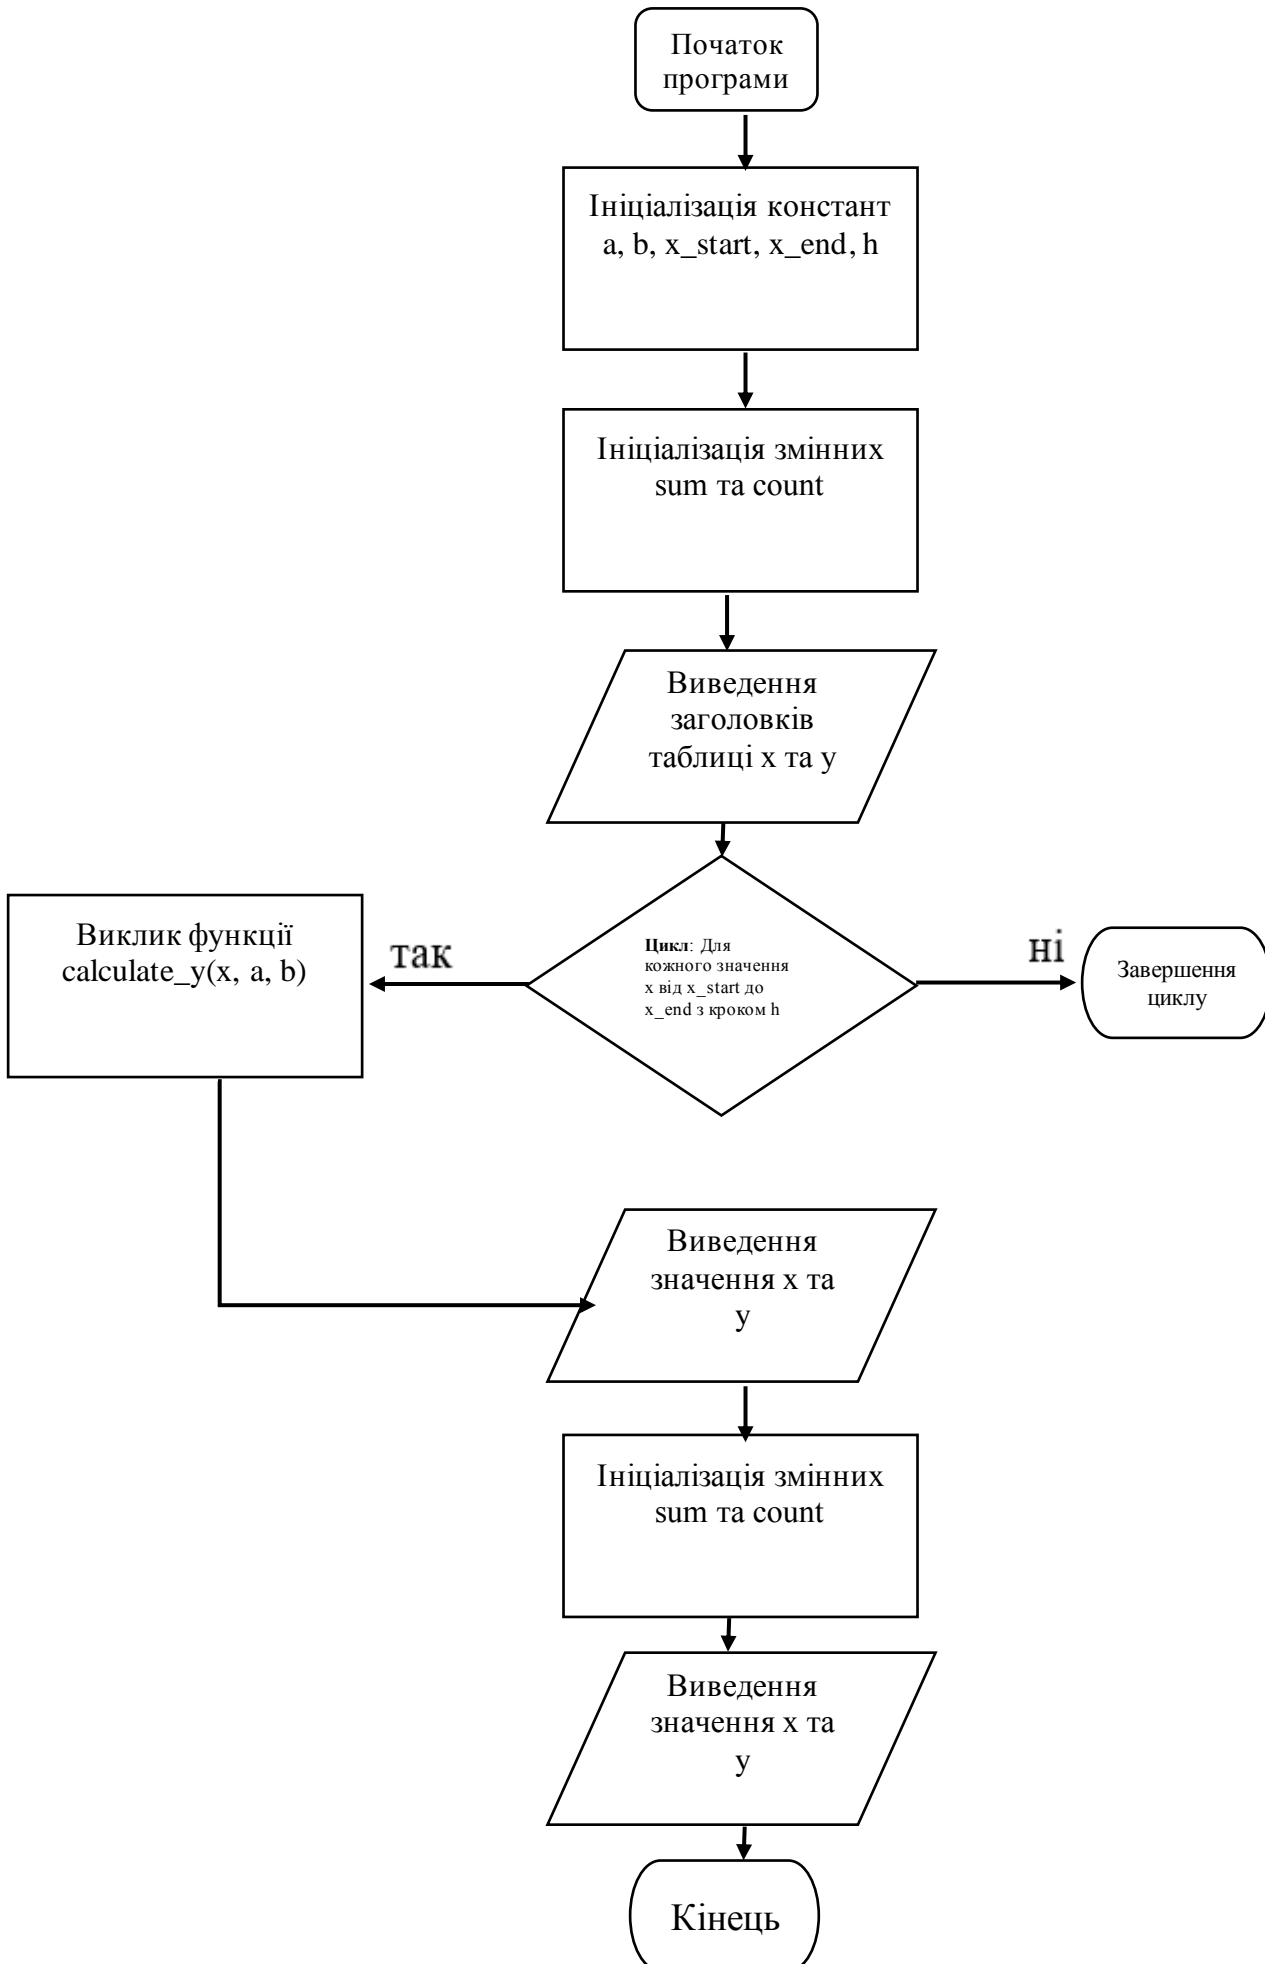 Початок
програми
Ініціалізація констант
a, b, x_start, x_end, h
Ініціалізація змінних
sum та count
Виведення
заголовків
таблиці x та y
Виклик функції
calculate_y(x, a, b)
так
Цикл: Для
кожного значення
x від x_start до
x_end з кроком h
ні
Завершення
циклу
Виведення
значення x та
y
Ініціалізація змінних
sum та count
Виведення
значення x та
y
Кінець